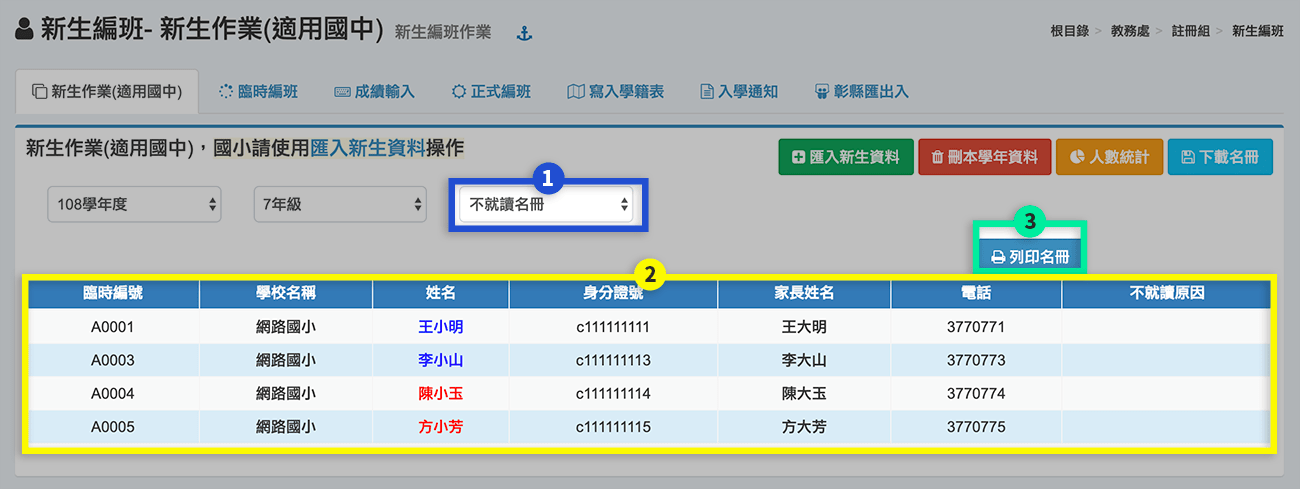 新生編班- 新生作業(適用國中) 新生編班作業
根目錄 > 教務處 > 註冊組 > 新生編班
新生作業(適用國中) 臨時編班 成績輸入 正式編班 寫入學籍表 入學通知 彰縣匯出入
新生作業(適用國中)，國小請使用匯入新生資料操作
匯入新生資料 刪本學年資料 人數統計 下載名冊
1
108學年度 7年級 不就讀名冊
3
列印名冊
2
臨時編號 學校名稱 姓名 身分證號 家長姓名 電話 不就讀原因
A0001 網路國小 王小明 c111111111 王大明 3770771
A0003 網路國小 李小山 c111111113 李大山 3770773
A0004 網路國小 陳小玉 c111111114 陳大玉 3770774
A0005 網路國小 方小芳 c111111115 方大芳 3770775